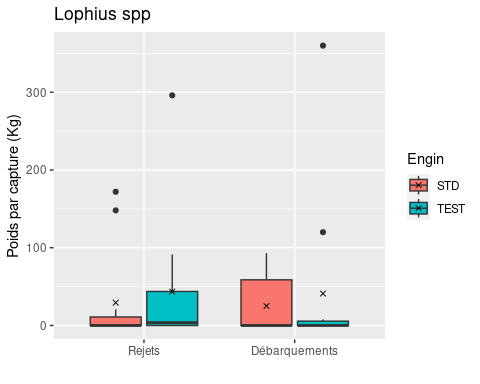 Lophius spp
Poids par capture (Kg)
300
200
100
0
Rejets
Débarquements
Engin
STD
TEST